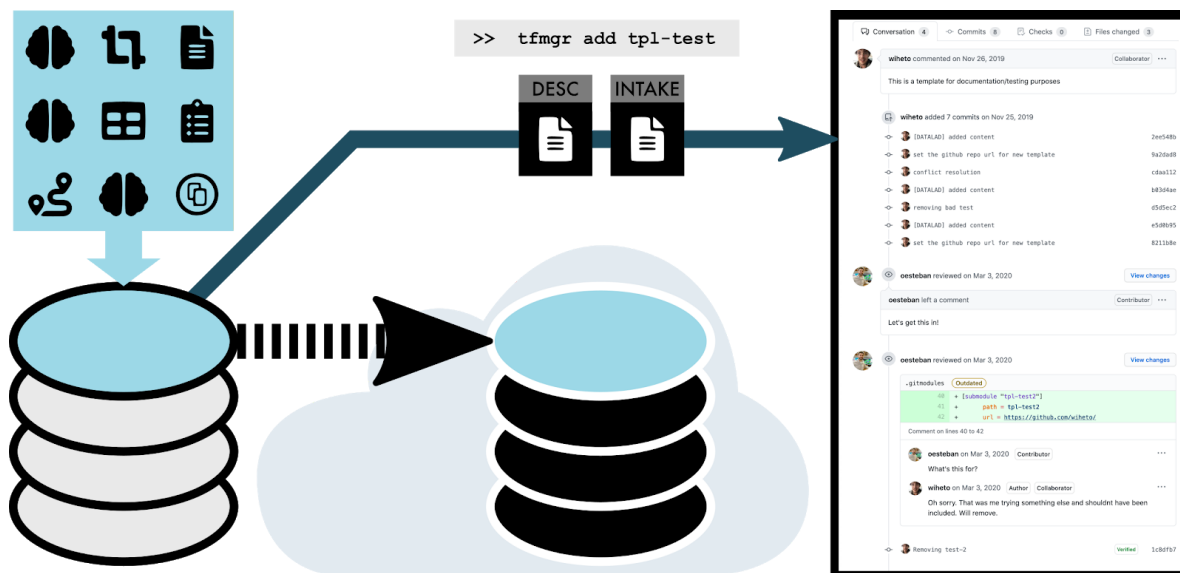 >> tfmgr add tpl-test
DESC
INTAKE
Conversation 4
Commits 8
Checks 0
Files changed 3
wiheto commented on Nov 26, 2019
Collaborator
This is a template for documentation/testing purposes
wiheto added 7 commits on Nov 25, 2019
[DATALAD] added content 2ee548b
set the github repo url for new template 9a2dad8
conflict resolution cdaa112
[DATALAD] added content b03d4ae
removing bad test d5d5ec2
[DATALAD] added content e5d0b95
set the github repo url for new template 8211b8e
oesteban reviewed on Mar 3, 2020
View changes
oesteban left a comment
Contributor
Let's get this in!
oesteban reviewed on Mar 3, 2020
View changes
.gitmodules Outdated
40 + [submodule "tpl-test2"]
41 + path = tpl-test2
42 + url = https://github.com/wiheto/
Comment on lines 40 to 42
oesteban on Mar 3, 2020 Contributor
What's this for?
wiheto on Mar 3, 2020 Author Collaborator
Oh sorry. That was me trying something else and shouldnt have been
included. Will remove.
Removing test-2 Verified 1c8dfb7